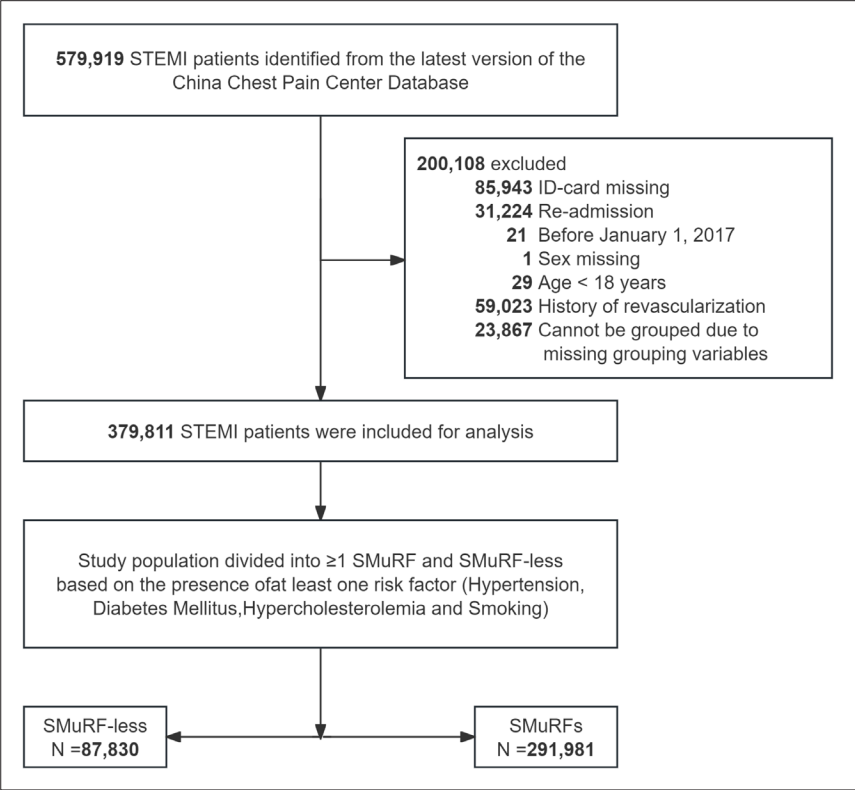 579,919 STEMI patients identified from the latest version of the
China Chest Pain Center Database
200,108 excluded
85,943 ID-card missing
31,224 Re-admission
21 Before January 1, 2017
1 Sex missing
29 Age < 18 years
59,023 History of revascularization
23,867 Cannot be grouped due to
missing grouping variables
379,811 STEMI patients were included for analysis
Study population divided into ≥1 SMuRF and SMuRF-less
based on the presence ofat least one risk factor (Hypertension,
Diabetes Mellitus,Hypercholesterolemia and Smoking)
SMuRF-less
N =87,830
SMuRFs
N =291,981